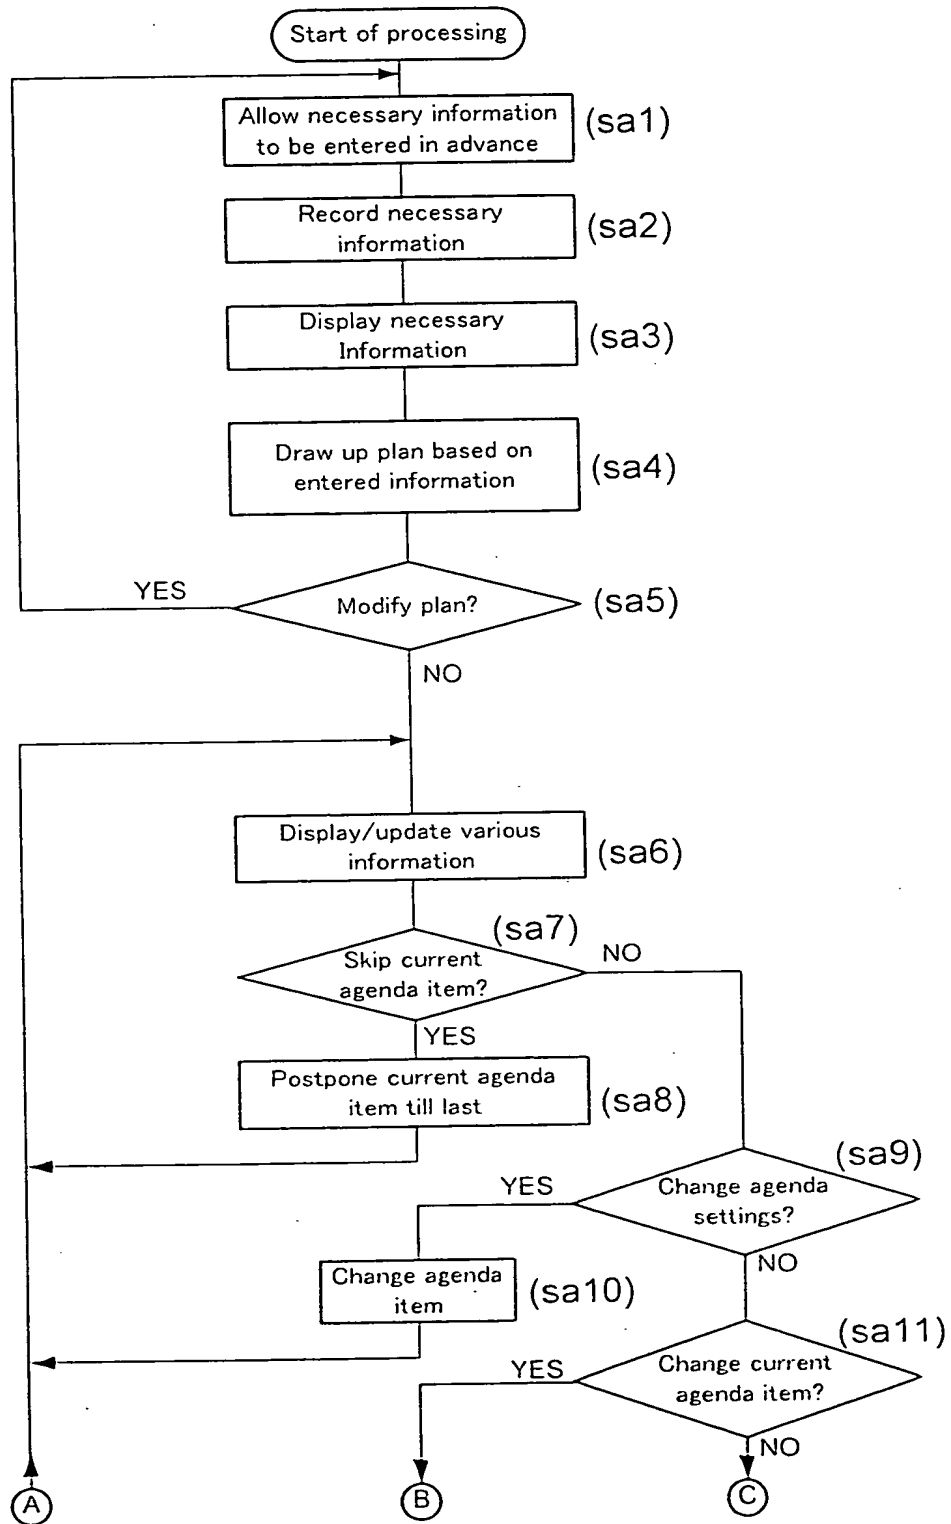 Start of processing
Allow necessary information
to be entered in advance
(sa1)
Record necessary
information
(sa2)
Display necessary
Information
(sa3)
Draw up plan based on
entered information
(sa4)
YES
Modify plan?
(sa5)
NO
Display/update various
information
(sa6)
(sa7)
Skip current
agenda item?
NO
YES
Postpone current agenda
item till last
(sa8)
(sa9)
YES
Change agenda
settings?
NO
Change agenda
item
(sa10)
(sa11)
YES
Change current
agenda item?
NO
A
B
C